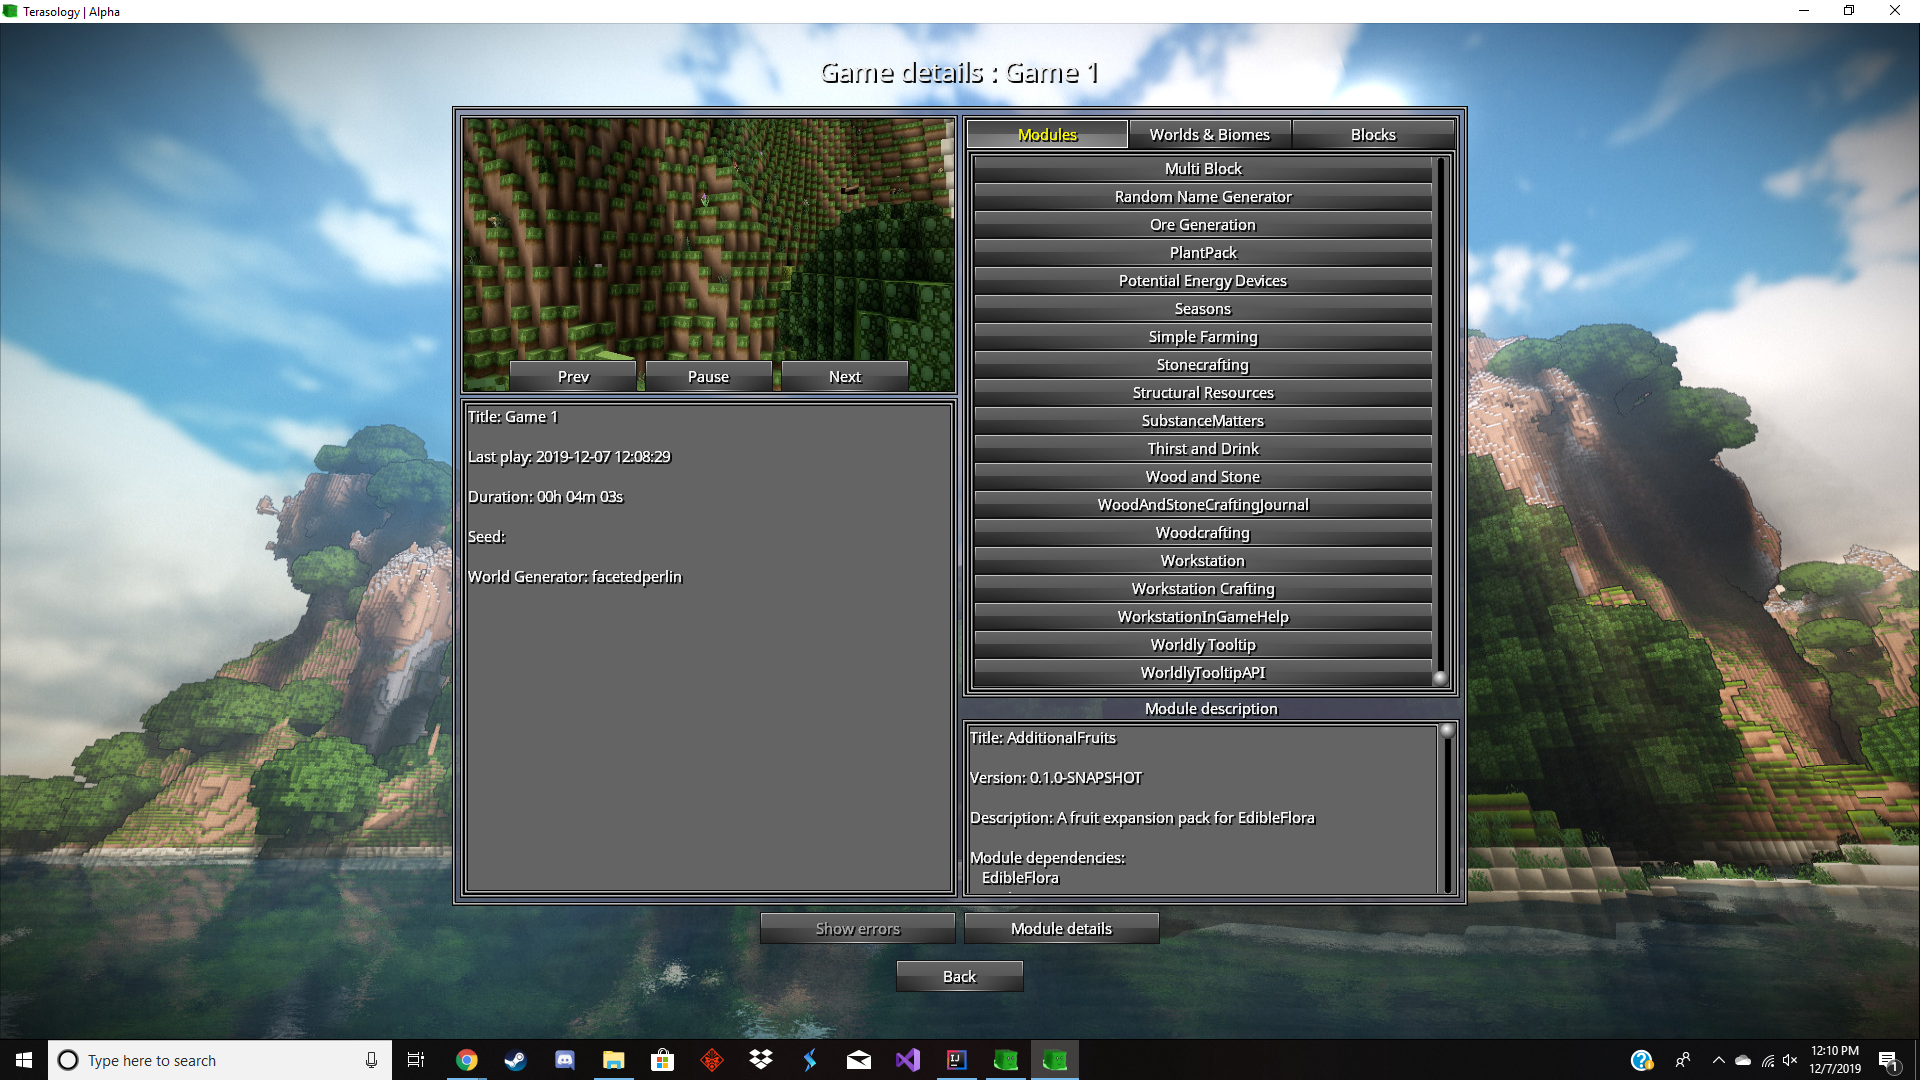 Terasology | Alpha
Game details : Game 1
Prev
Pause
Next
Title: Game 1
Last play: 2019-12-07 12:08:29
Duration: 00h 04m 03s
Seed:
World Generator: facetedperlin
Modules
Worlds & Biomes
Blocks
Multi Block
Random Name Generator
Ore Generation
PlantPack
Potential Energy Devices
Seasons
Simple Farming
Stonecrafting
Structural Resources
SubstanceMatters
Thirst and Drink
Wood and Stone
WoodAndStoneCraftingJournal
Woodcrafting
Workstation
Workstation Crafting
WorkstationInGameHelp
Worldly Tooltip
WorldlyTooltipAPI
Module description
Title: AdditionalFruits
Version: 0.1.0-SNAPSHOT
Description: A fruit expansion pack for EdibleFlora
Module dependencies:
EdibleFlora
Show errors
Module details
Back
Type here to search
12:10 PM
12/7/2019
1